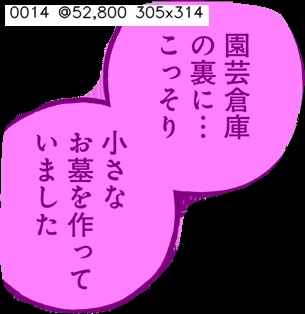 0014 @52,800 305x314
園芸倉庫
の裏に…
こっそり
小さな
お墓を作って
いました